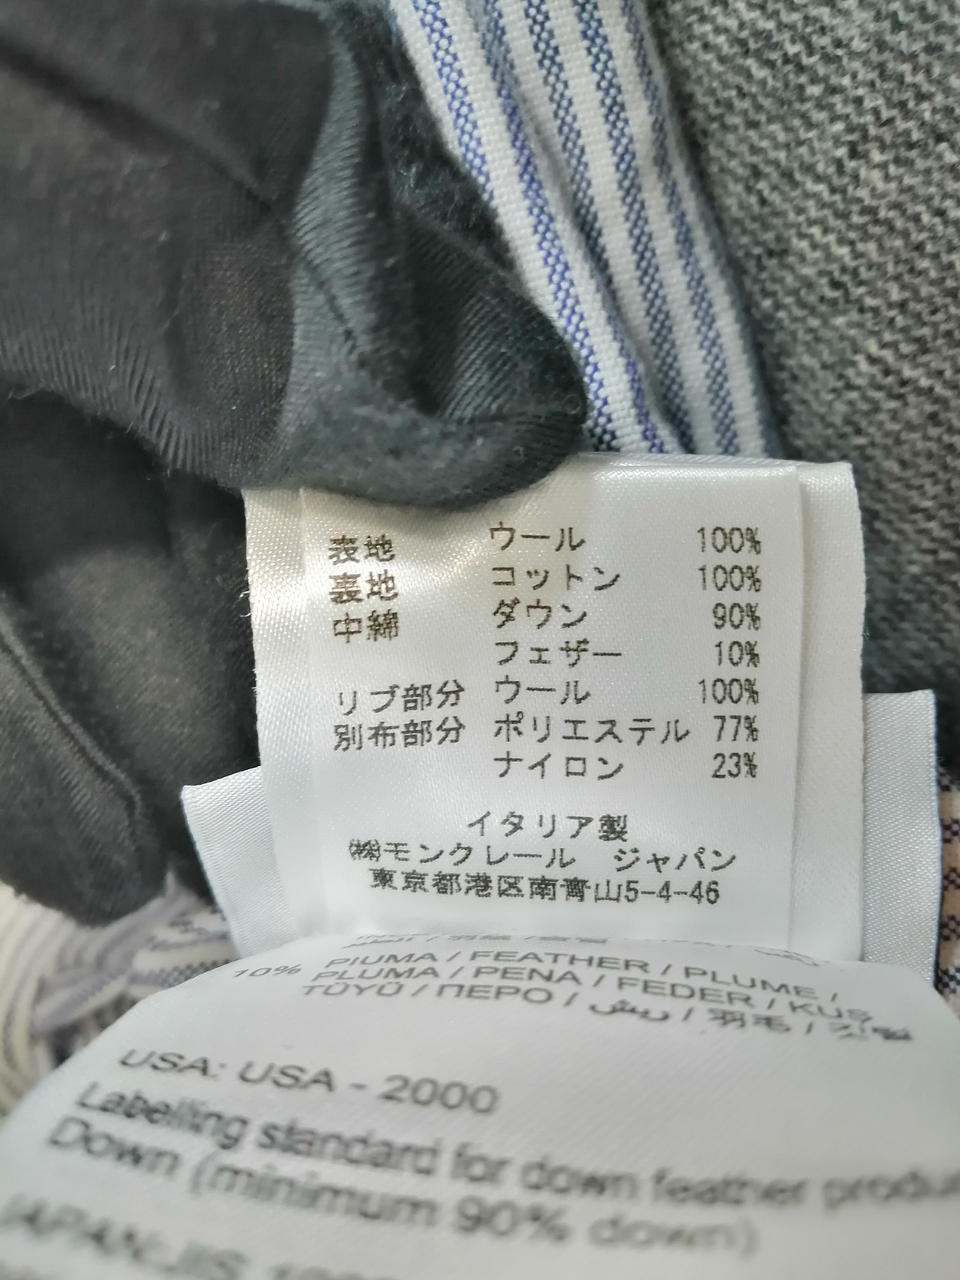 表地 ウール 100%
裏地 コットン 100%
中綿 ダウン 90%
フェザー 10%
リブ部分 ウール 100%
別布部分 ポリエステル 77%
ナイロン 23%
イタリア製
㈱モンクレール ジャパン
東京都港区南青山5-4-46
10% PIUMA / FEATHER / PLUME /
PLUMA / PENA / FEDER / KUŞ
TÜYÜ / ПЕРО / ريش / 羽毛 /
USA: USA - 2000
Labelling standard for down feather
Down (minimum 90% down)
JAPAN: JIS